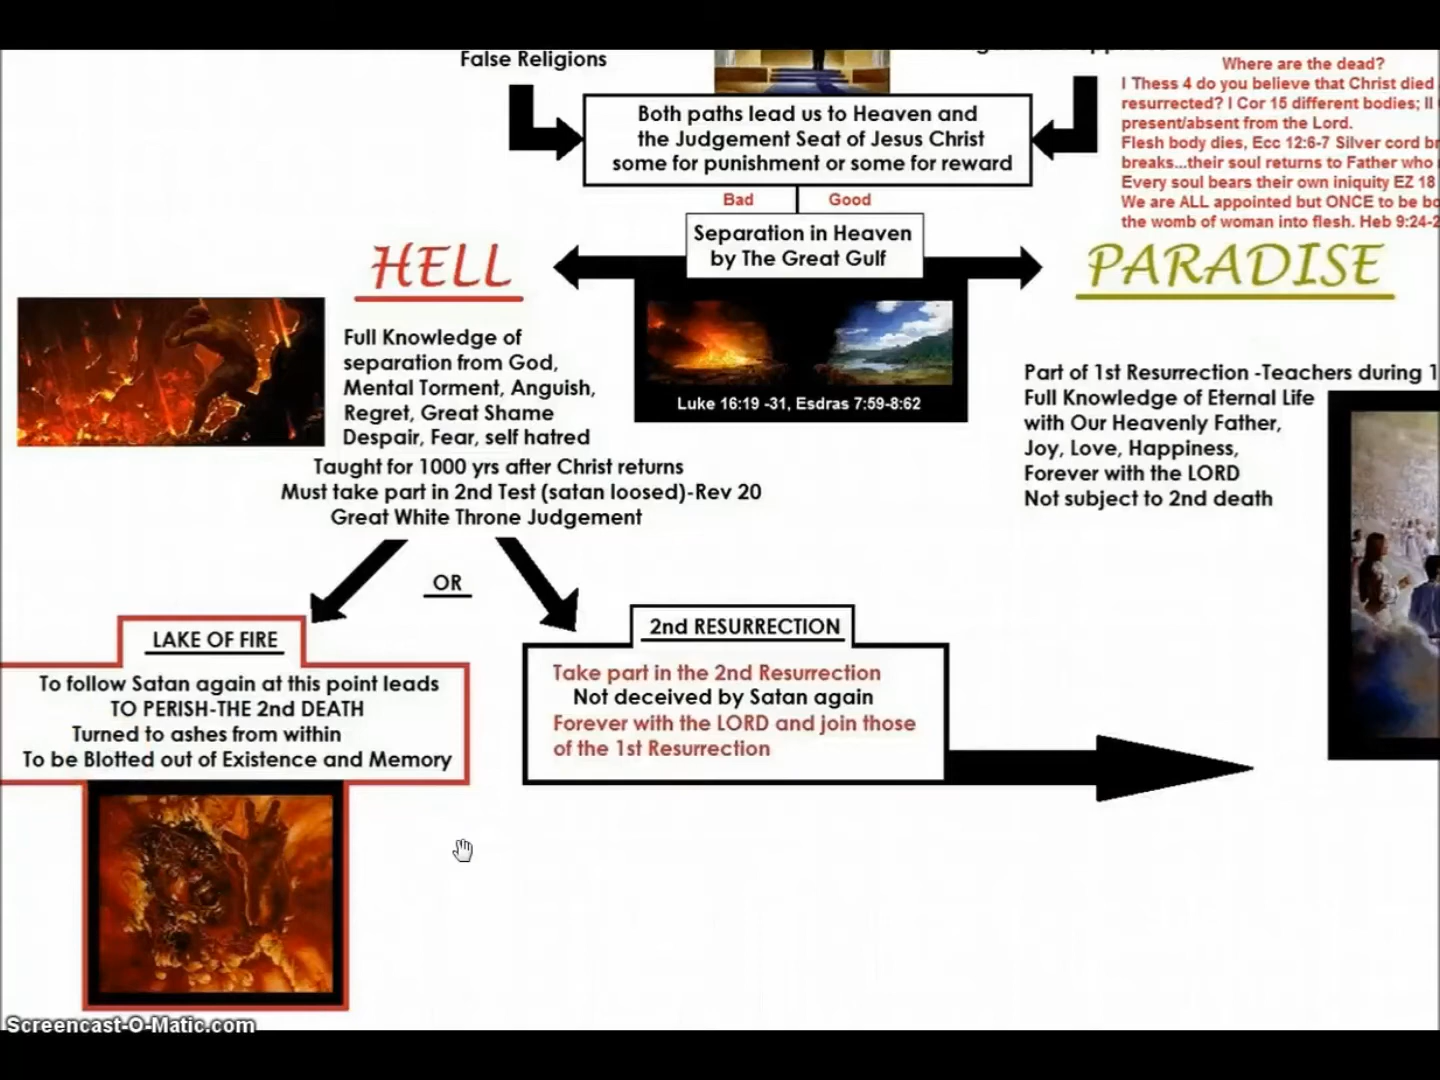 False Religions
Both paths lead us to Heaven and
the Judgement Seat of Jesus Christ
some for punishment or some for reward
Where are the dead?
I Thess 4 do you believe that Christ died
resurrected? I Cor 15 different bodies; II
present/absent from the Lord.
Flesh body dies, Ecc 12:6-7 Silver cord
breaks...their soul returns to Father who
Every soul bears their own iniquity EZ 18
We are ALL appointed but ONCE to be
the womb of woman into flesh. Heb 9:24-2
Bad
Good
Separation in Heaven
by The Great Gulf
HELL
PARADISE
Luke 16:19 -31, Esdras 7:59-8:62
Full Knowledge of
separation from God,
Mental Torment, Anguish,
Regret, Great Shame
Despair, Fear, self hatred
Taught for 1000 yrs after Christ returns
Must take part in 2nd Test (satan loosed)-Rev 20
Great White Throne Judgement
Part of 1st Resurrection -Teachers during 1
Full Knowledge of Eternal Life
with Our Heavenly Father,
Joy, Love, Happiness,
Forever with the LORD
Not subject to 2nd death
OR
LAKE OF FIRE
To follow Satan again at this point leads
TO PERISH-THE 2nd DEATH
Turned to ashes from within
To be Blotted out of Existence and Memory
2nd RESURRECTION
Take part in the 2nd Resurrection
Not deceived by Satan again
Forever with the LORD and join those
of the 1st Resurrection
Screencast-O-Matic.com